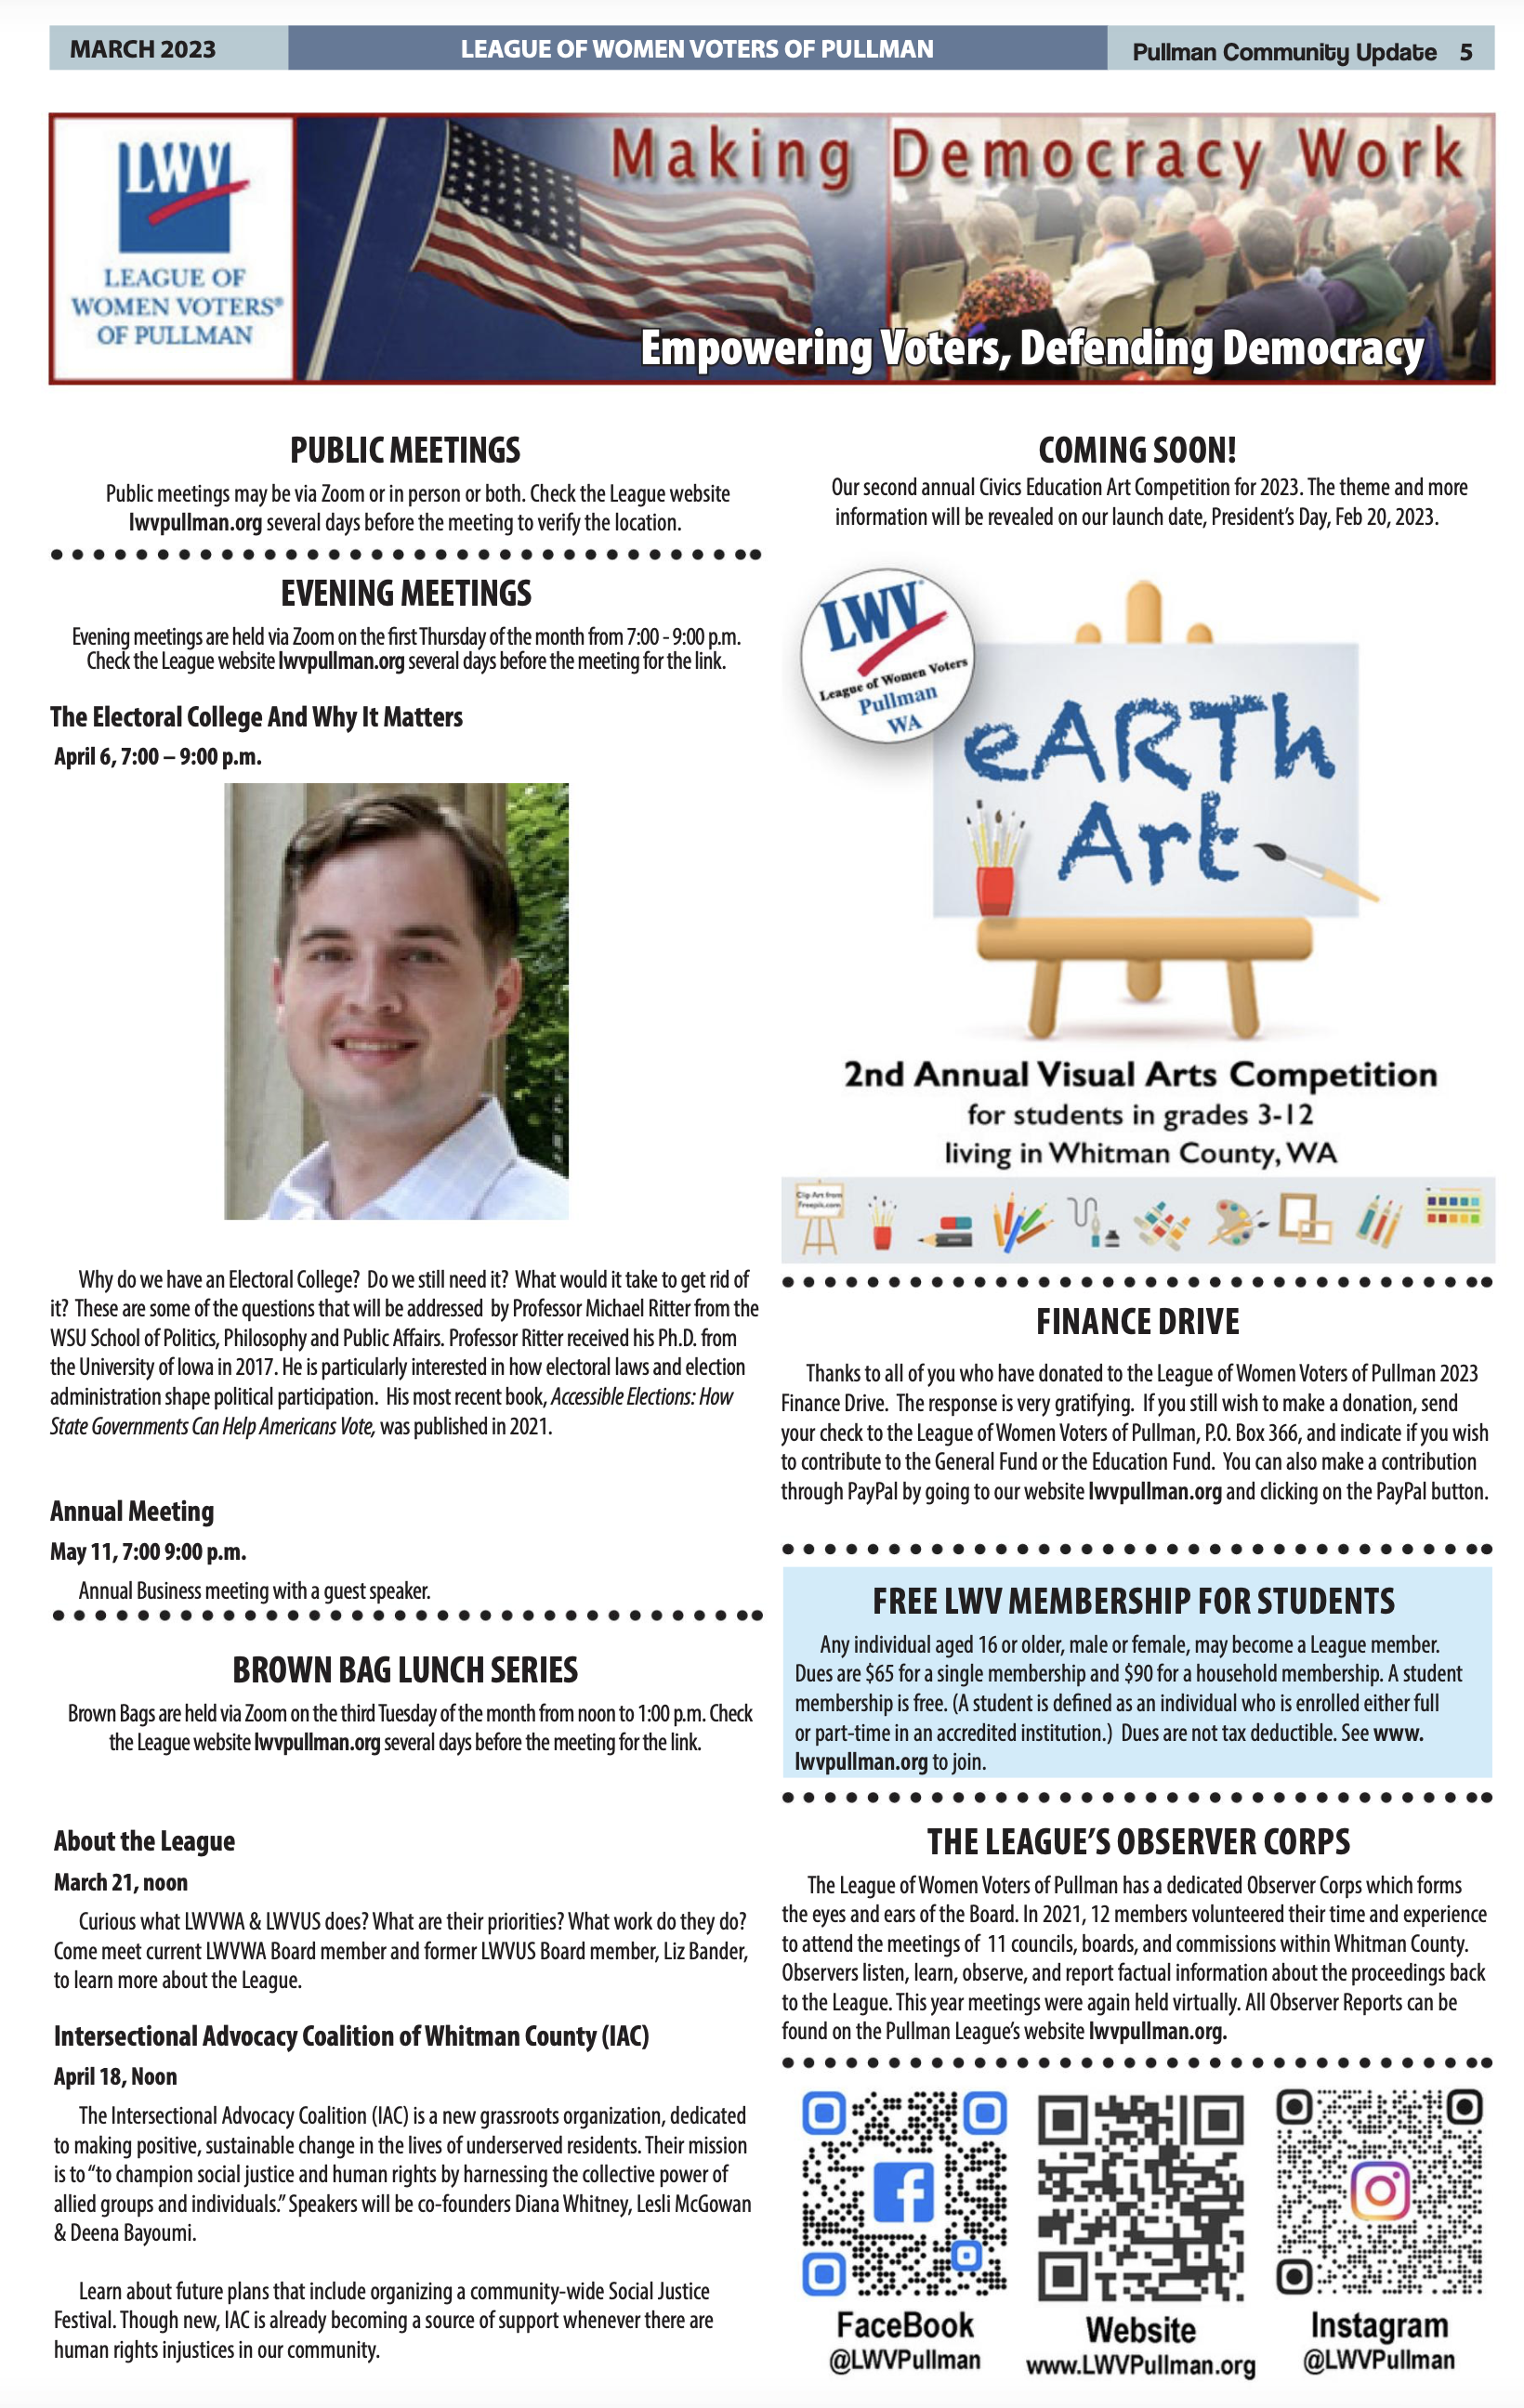 MARCH 2023
LEAGUE OF WOMEN VOTERS OF PULLMAN
Pullman Community Update 5
LWV
LEAGUE OF
WOMEN VOTERS®
OF PULLMAN
Making Democracy Work
Empowering Voters, Defending Democracy
PUBLIC MEETINGS
Public meetings may be via Zoom or in person or both. Check the League website
lwvpullman.org several days before the meeting to verify the location.
EVENING MEETINGS
Evening meetings are held via Zoom on the first Thursday of the month from 7:00 - 9:00 p.m.
Check the League website lwvpullman.org several days before the meeting for the link.
The Electoral College And Why It Matters
April 6, 7:00 – 9:00 p.m.
Why do we have an Electoral College? Do we still need it? What would it take to get rid of
it? These are some of the questions that will be addressed by Professor Michael Ritter from the
WSU School of Politics, Philosophy and Public Affairs. Professor Ritter received his Ph.D. from
the University of Iowa in 2017. He is particularly interested in how electoral laws and election
administration shape political participation. His most recent book, Accessible Elections: How
State Governments Can Help Americans Vote, was published in 2021.
Annual Meeting
May 11, 7:00 9:00 p.m.
Annual Business meeting with a guest speaker.
BROWN BAG LUNCH SERIES
Brown Bags are held via Zoom on the third Tuesday of the month from noon to 1:00 p.m. Check
the League website lwvpullman.org several days before the meeting for the link.
About the League
March 21, noon
Curious what LWVWA & LWVUS does? What are their priorities? What work do they do?
Come meet current LWVWA Board member and former LWVUS Board member, Liz Bander,
to learn more about the League.
Intersectional Advocacy Coalition of Whitman County (IAC)
April 18, Noon
The Intersectional Advocacy Coalition (IAC) is a new grassroots organization, dedicated
to making positive, sustainable change in the lives of underserved residents. Their mission
is to "to champion social justice and human rights by harnessing the collective power of
allied groups and individuals." Speakers will be co-founders Diana Whitney, Lesli McGowan
& Deena Bayoumi.
Learn about future plans that include organizing a community-wide Social Justice
Festival. Though new, IAC is already becoming a source of support whenever there are
human rights injustices in our community.
COMING SOON!
Our second annual Civics Education Art Competition for 2023. The theme and more
information will be revealed on our launch date, President's Day, Feb 20, 2023.
LWV
League of Women Voters
Pullman
WA
eARTh
Art
2nd Annual Visual Arts Competition
for students in grades 3-12
living in Whitman County, WA
Clip Art from
Freepik.com
FINANCE DRIVE
Thanks to all of you who have donated to the League of Women Voters of Pullman 2023
Finance Drive. The response is very gratifying. If you still wish to make a donation, send
your check to the League of Women Voters of Pullman, P.O. Box 366, and indicate if you wish
to contribute to the General Fund or the Education Fund. You can also make a contribution
through PayPal by going to our website lwvpullman.org and clicking on the PayPal button.
FREE LWV MEMBERSHIP FOR STUDENTS
Any individual aged 16 or older, male or female, may become a League member.
Dues are $65 for a single membership and $90 for a household membership. A student
membership is free. (A student is defined as an individual who is enrolled either full
or part-time in an accredited institution.) Dues are not tax deductible. See www.
lwvpullman.org to join.
THE LEAGUE'S OBSERVER CORPS
The League of Women Voters of Pullman has a dedicated Observer Corps which forms
the eyes and ears of the Board. In 2021, 12 members volunteered their time and experience
to attend the meetings of 11 councils, boards, and commissions within Whitman County.
Observers listen, learn, observe, and report factual information about the proceedings back
to the League. This year meetings were again held virtually. All Observer Reports can be
found on the Pullman League's website lwvpullman.org.
FaceBook
@LWVPullman
Website
www.LWVPullman.org
Instagram
@LWVPullman